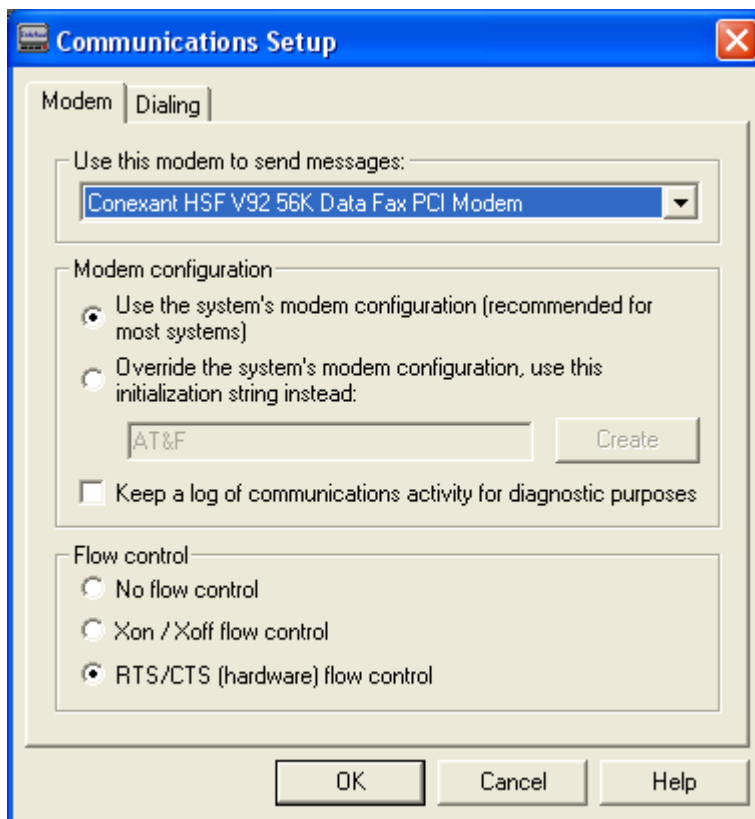 Communications Setup
Modem
Dialing
Use this modem to send messages:
Conexant HSF V92 56K Data Fax PCI Modem
Modem configuration
Use the system's modem configuration (recommended for
most systems)
Override the system's modem configuration, use this
initialization string instead:
AT&F
Create
Keep a log of communications activity for diagnostic purposes
Flow control
No flow control
Xon / Xoff flow control
RTS/CTS (hardware) flow control
OK
Cancel
Help